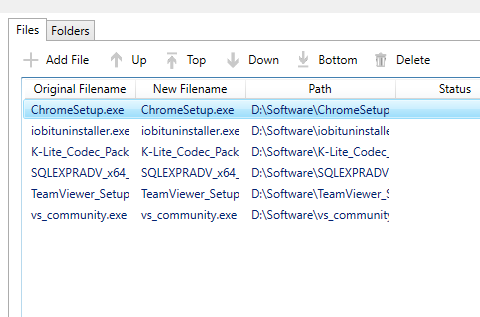 Files Folders
Add File Up Top Down Bottom Delete
Original Filename New Filename Path Status
ChromeSetup.exe ChromeSetup.exe D:\Software\ChromeSetup
iobituninstaller.exe iobituninstaller.exe D:\Software\iobituninstalle
K-Lite_Codec_Pack K-Lite_Codec_Pack D:\Software\K-Lite_Codec_
SQLEXPRADV_x64_ SQLEXPRADV_x64_ D:\Software\SQLEXPRADV
TeamViewer_Setup TeamViewer_Setup D:\Software\TeamViewer_S
vs_community.exe vs_community.exe D:\Software\vs_community